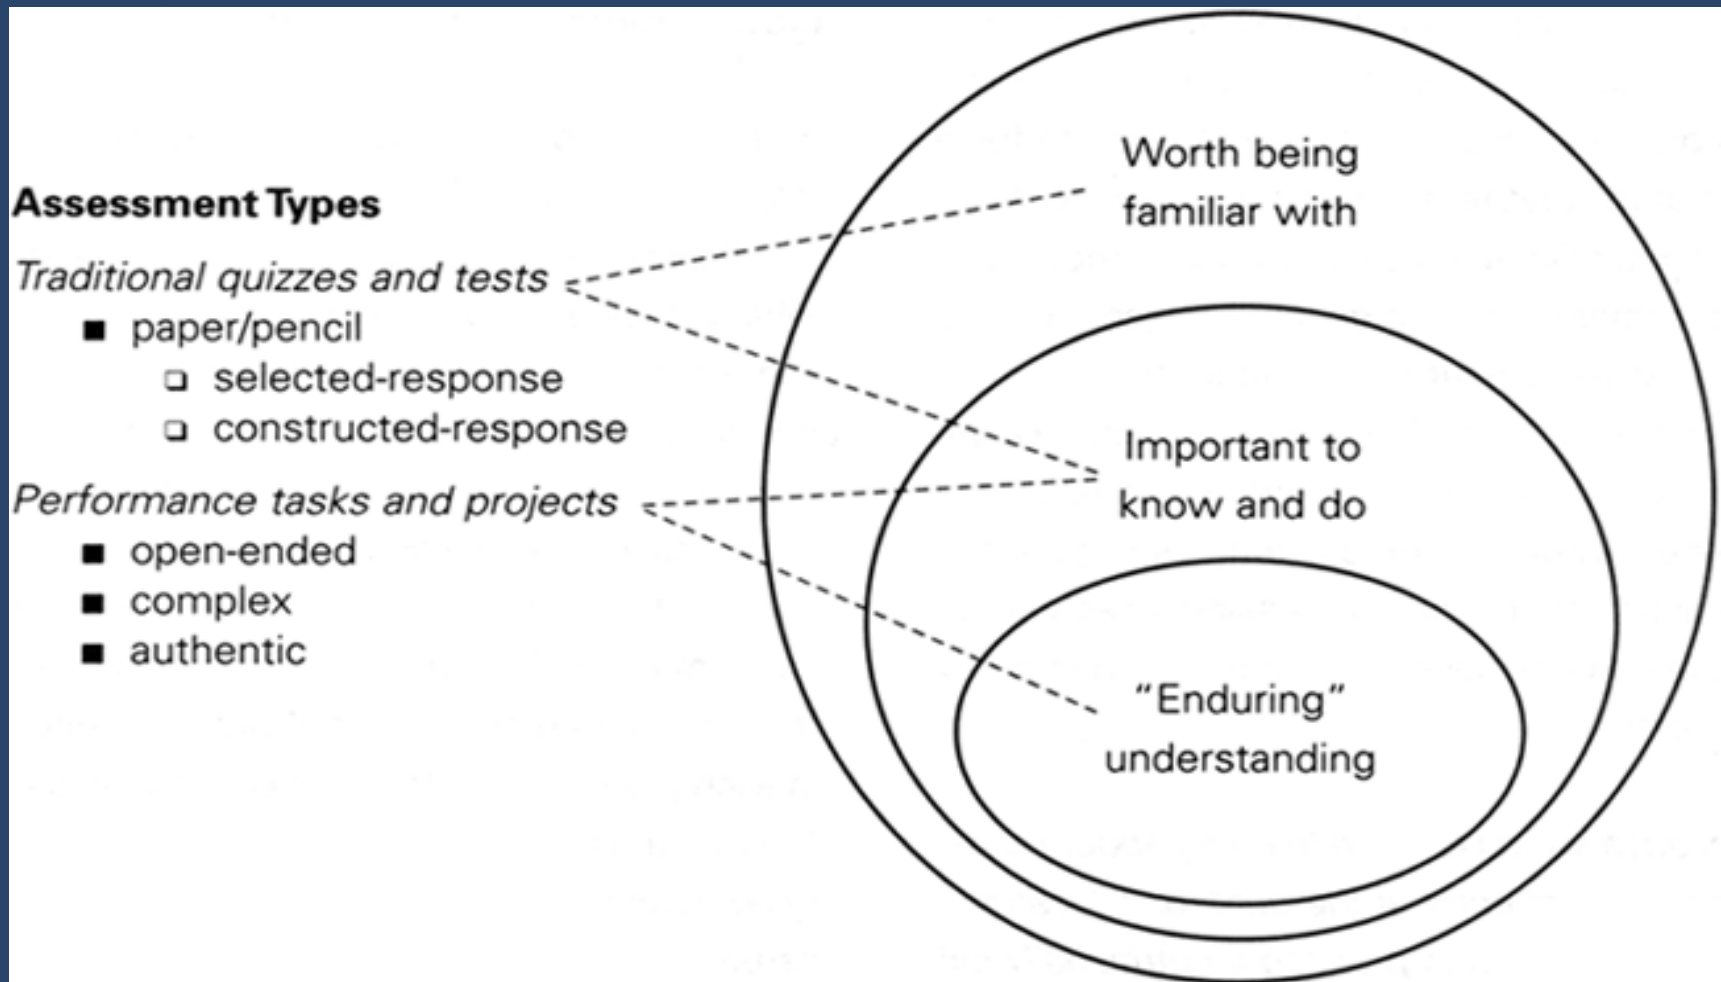 Assessment Types
Traditional quizzes and tests
■ paper/pencil
❏ selected-response
❏ constructed-response
Performance tasks and projects
■ open-ended
■ complex
■ authentic
Worth being
familiar with
Important to
know and do
“Enduring”
understanding